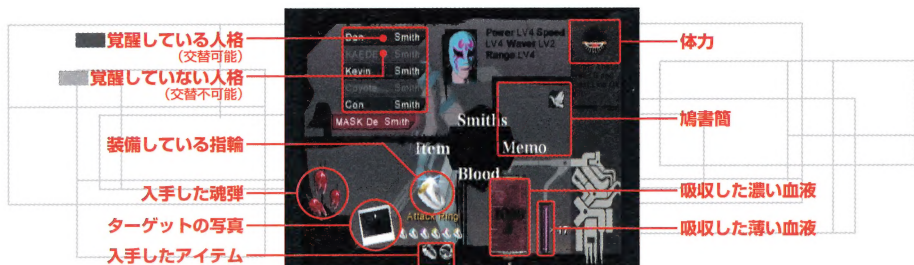 覚醒している人格
(交替可能)
覚醒していない人格
(交替不可能)
装備している指輪
入手した魂弾
ターゲットの写真
入手したアイテム
Dan Smith
KAEDE Smith
Kevin Smith
Coyote Smith
Con Smith
MASK De Smith
Power LV4 Speed
LV4 Waver LV2
Range LV4
Smiths
Item
Memo
Blood
Attack Ring
体力
鳩書簡
吸収した濃い血液
吸収した薄い血液